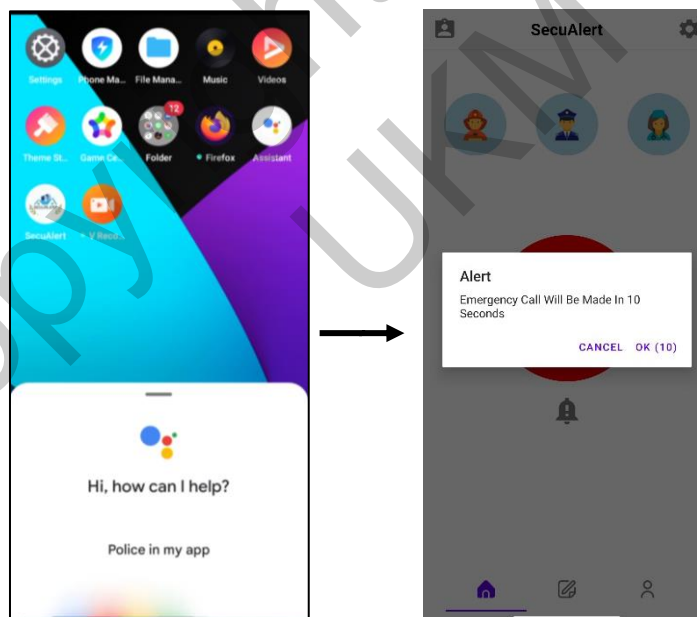 Settings
Phone Ma...
File Mana...
Music
Videos
12
Theme St...
Game Ce...
Folder
Firefox
Assistant
SecuAlert
V Reco...
Hi, how can I help?
Police in my app
SecuAlert
Alert
Emergency Call Will Be Made In 10
Seconds
CANCEL OK (10)
UKM